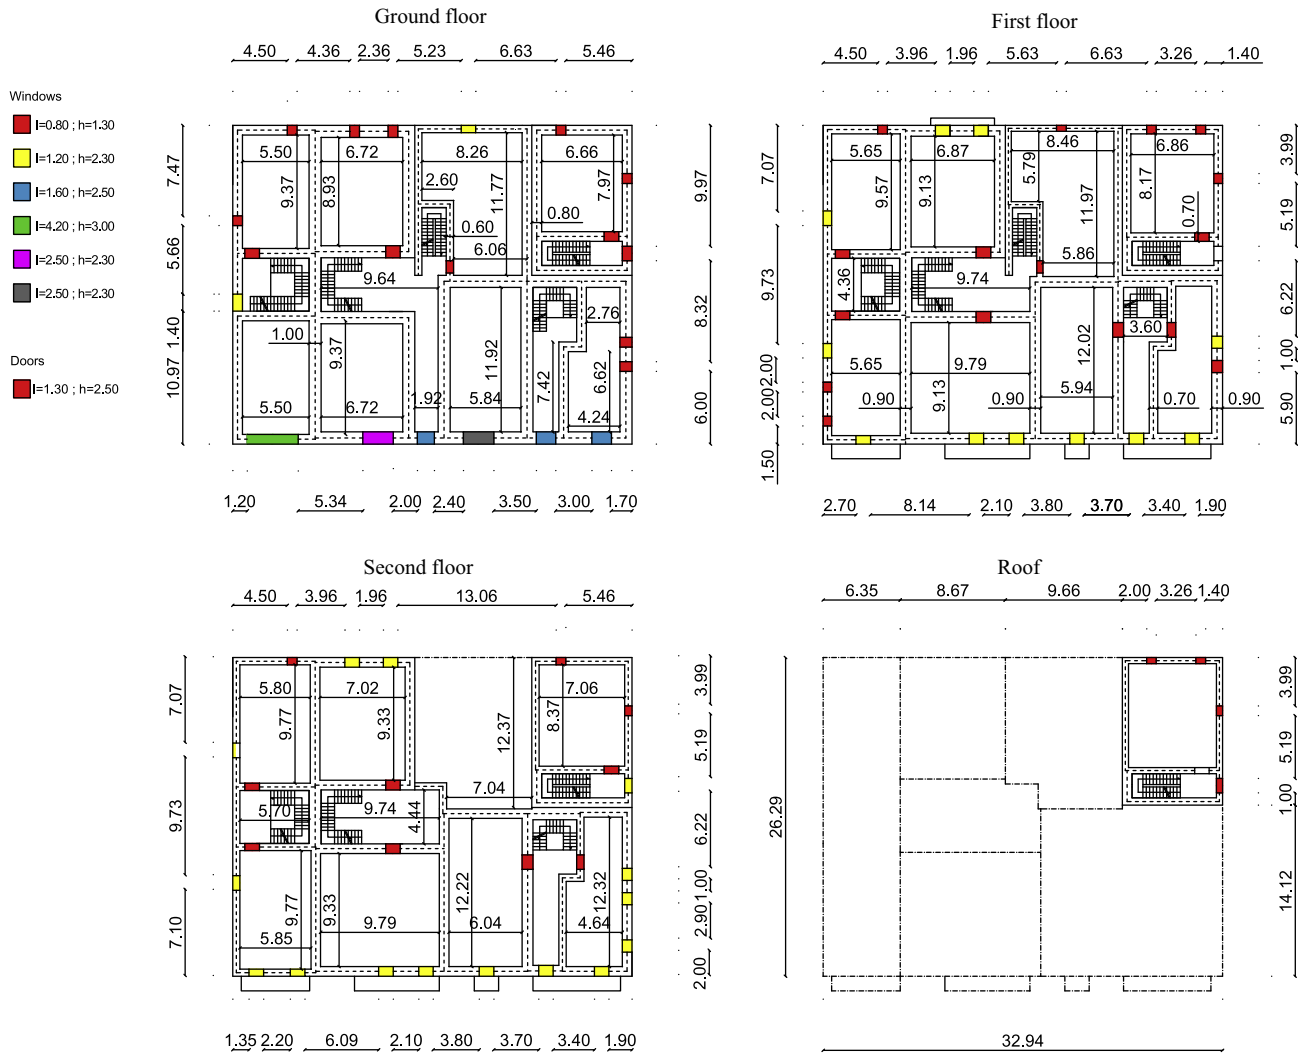 Ground floor
4.50 4.36 2.36 5.23 6.63 5.46
Windows
l=0.80 ; h=1.30
l=1.20 ; h=2.30
l=1.60 ; h=2.50
l=4.20 ; h=3.00
l=2.50 ; h=2.30
l=2.50 ; h=2.30
Doors
l=1.30 ; h=2.50
7.47
5.66
1.40
10.97
5.50 6.72 8.26 6.66
9.37 8.93 11.77 7.97
2.60
0.60 0.80
6.06
9.64
2.76
1.00
9.37 11.92 7.42 6.62
5.50 6.72 1.92 5.84 4.24
9.97
8.32
6.00
1.20 5.34 2.00 2.40 3.50 3.00 1.70
First floor
4.50 3.96 1.96 5.63 6.63 3.26 1.40
7.07
9.73
2.00
2.00
1.50
5.65 6.87 8.46 6.86
9.57 9.13 5.79 11.97 8.17
0.70
5.86
4.36 9.74
3.60
12.02
5.65 9.79 5.94
0.90 9.13 0.90 0.70 0.90
3.99
5.19
6.22
1.00
5.90
2.70 8.14 2.10 3.80 3.70 3.40 1.90
Second floor
4.50 3.96 1.96 13.06 5.46
7.07
9.73
7.10
5.80 7.02 7.06
9.77 9.33 12.37 8.37
7.04
5.70 9.74 4.44
9.77 9.33 12.22 12.32
5.85 9.79 6.04 4.64
3.99
5.19
6.22
1.00
2.90
2.00
1.35 2.20 6.09 2.10 3.80 3.70 3.40 1.90
Roof
6.35 8.67 9.66 2.00 3.26 1.40
26.29
3.99
5.19
1.00
14.12
32.94